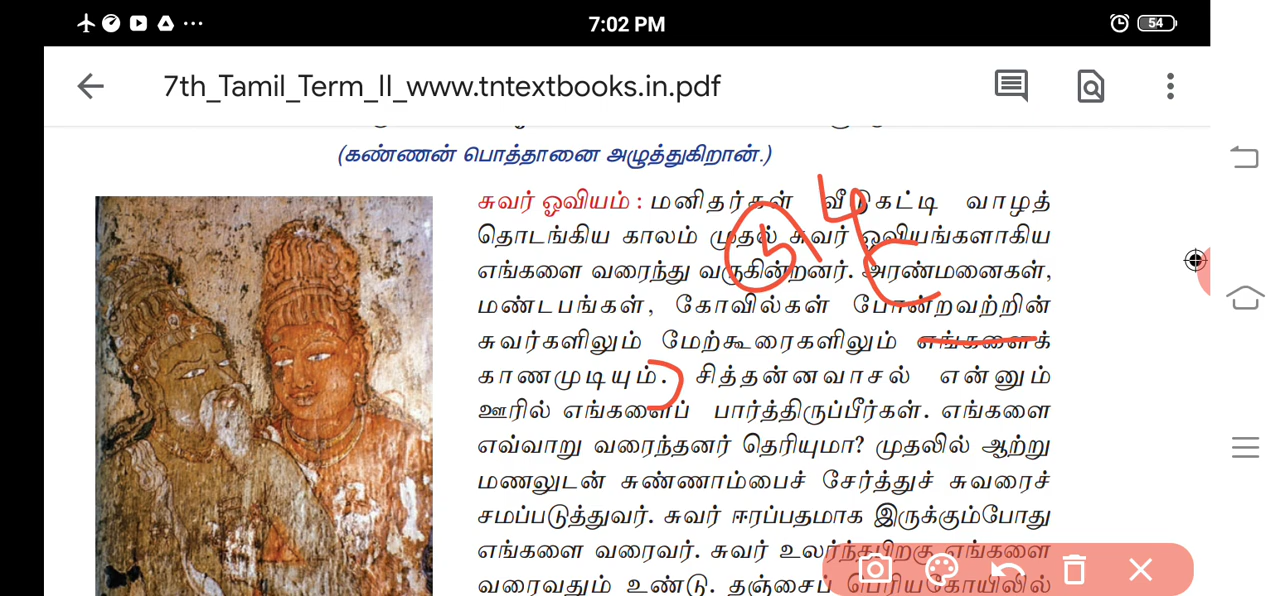 7:02 PM
54
7th_Tamil_Term_II_www.tntextbooks.in.pdf
(கண்ணன் பொத்தானை அழுத்துகிறான்.)
சுவர் ஓவியம் : மனிதர்கள் வீடுகட்டி வாழத்
தொடங்கிய காலம் முதல் சுவர் ஓவியங்களாகிய
எங்களை வரைந்து வருகின்றனர். அரண்மனைகள்,
மண்டபங்கள், கோவில்கள் போன்றவற்றின்
சுவர்களிலும் மேற்கூரைகளிலும் எங்களைக்
காணமுடியும். சித்தன்னவாசல் என்னும்
ஊரில் எங்களைப் பார்த்திருப்பீர்கள். எங்களை
எவ்வாறு வரைந்தனர் தெரியுமா? முதலில் ஆற்று
மணலுடன் சுண்ணாம்பைச் சேர்த்துச் சுவரைச்
சமப்படுத்துவர். சுவர் ஈரப்பதமாக இருக்கும்போது
எங்களை வரைவர். சுவர் உலர்ந்தபிறகு எங்களை
வரைவதும் உண்டு. தஞ்சைப் பெரியகோயிலில்